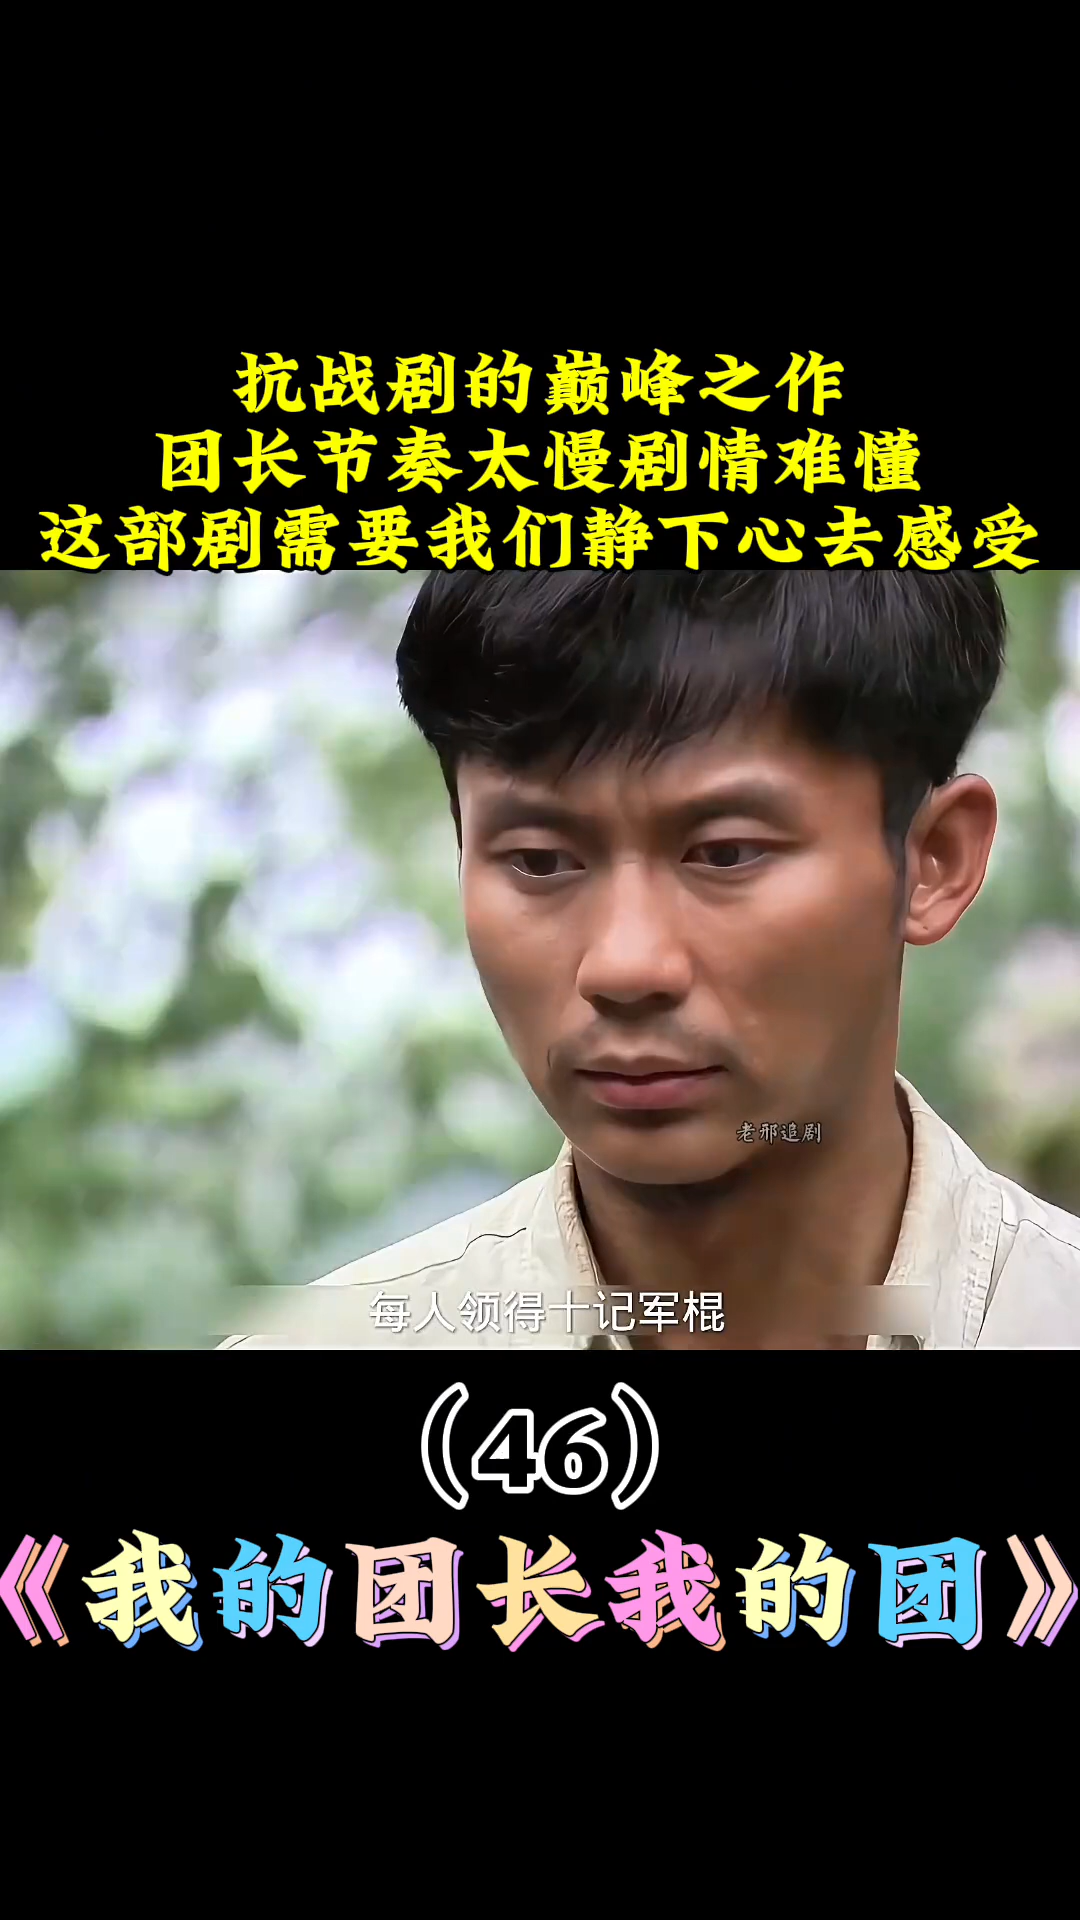 抗战剧的巅峰之作
团长节奏太慢剧情难懂
这部剧需要我们静下心去感受
老邢追剧
每人领得十记军棍
（46）
《我的团长我的团》